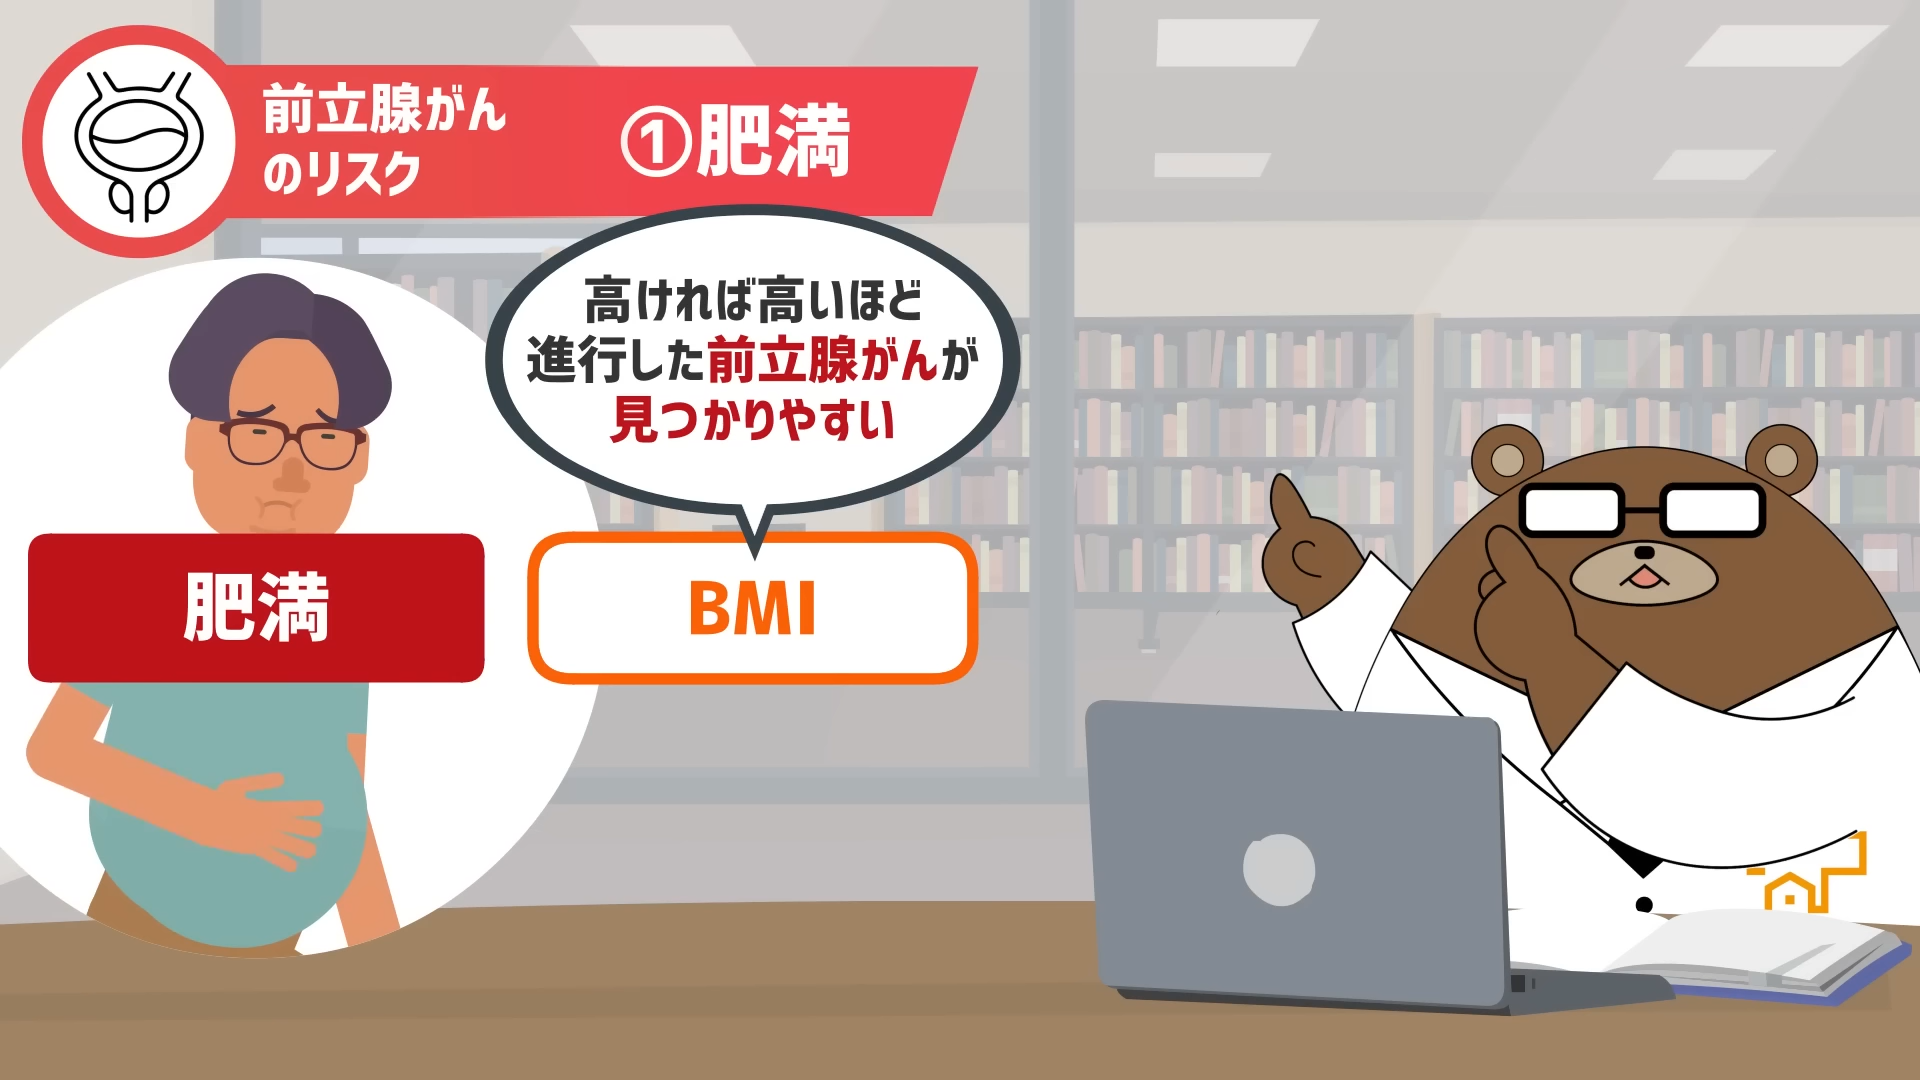 前立腺がん
のリスク
①肥満
高ければ高いほど
進行した前立腺がんが
見つかりやすい
肥満
BMI